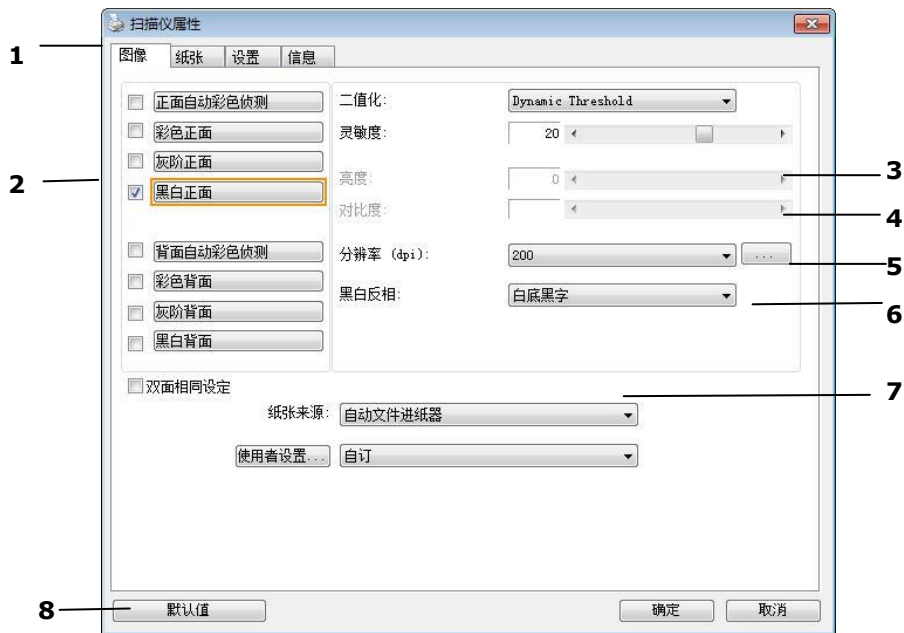 扫描仪属性
1
图像 纸张 设置 信息
正面自动彩色侦测
彩色正面
灰阶正面
2
黑白正面
背面自动彩色侦测
彩色背面
灰阶背面
黑白背面
二值化: Dynamic Threshold
灵敏度: 20
亮度: 0
3
对比度:
4
分辨率 (dpi): 200 ...
5
黑白反相: 白底黑字
6
双面相同设定
7
纸张来源: 自动文件进纸器
使用者设置... 自订
8
默认值 确定 取消